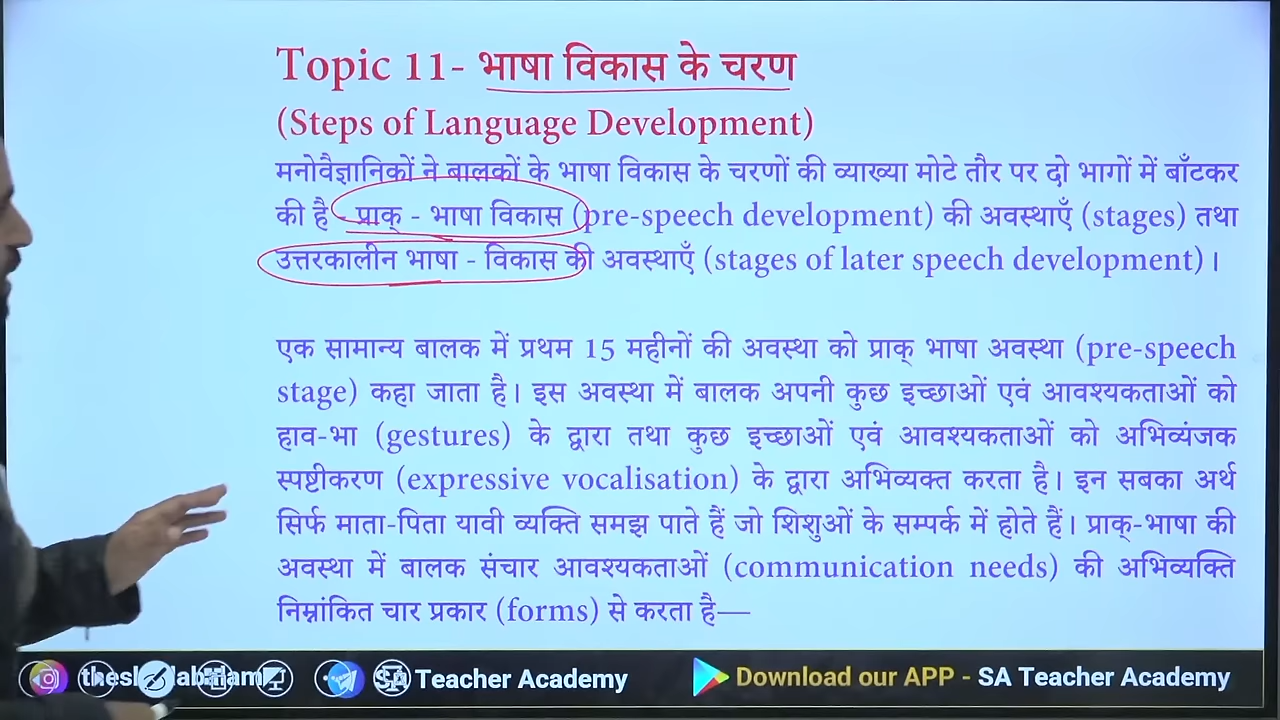 Topic 11- भाषा विकास के चरण
(Steps of Language Development)
मनोवैज्ञानिकों ने बालकों के भाषा विकास के चरणों की व्याख्या मोटे तौर पर दो भागों में बाँटकर
की है - प्राक् - भाषा विकास (pre-speech development) की अवस्थाएँ (stages) तथा
उत्तरकालीन भाषा - विकास की अवस्थाएँ (stages of later speech development) ।
एक सामान्य बालक में प्रथम 15 महीनों की अवस्था को प्राक् भाषा अवस्था (pre-speech
stage) कहा जाता है। इस अवस्था में बालक अपनी कुछ इच्छाओं एवं आवश्यकताओं को
हाव-भा (gestures) के द्वारा तथा कुछ इच्छाओं एवं आवश्यकताओं को अभिव्यंजक
स्पष्टीकरण (expressive vocalisation) के द्वारा अभिव्यक्त करता है। इन सबका अर्थ
सिर्फ माता-पिता यावी व्यक्ति समझ पाते हैं जो शिशुओं के सम्पर्क में होते हैं। प्राक्-भाषा की
अवस्था में बालक संचार आवश्यकताओं (communication needs) की अभिव्यक्ति
निम्नांकित चार प्रकार (forms) से करता है—
SA Teacher Academy
Download our APP - SA Teacher Academy